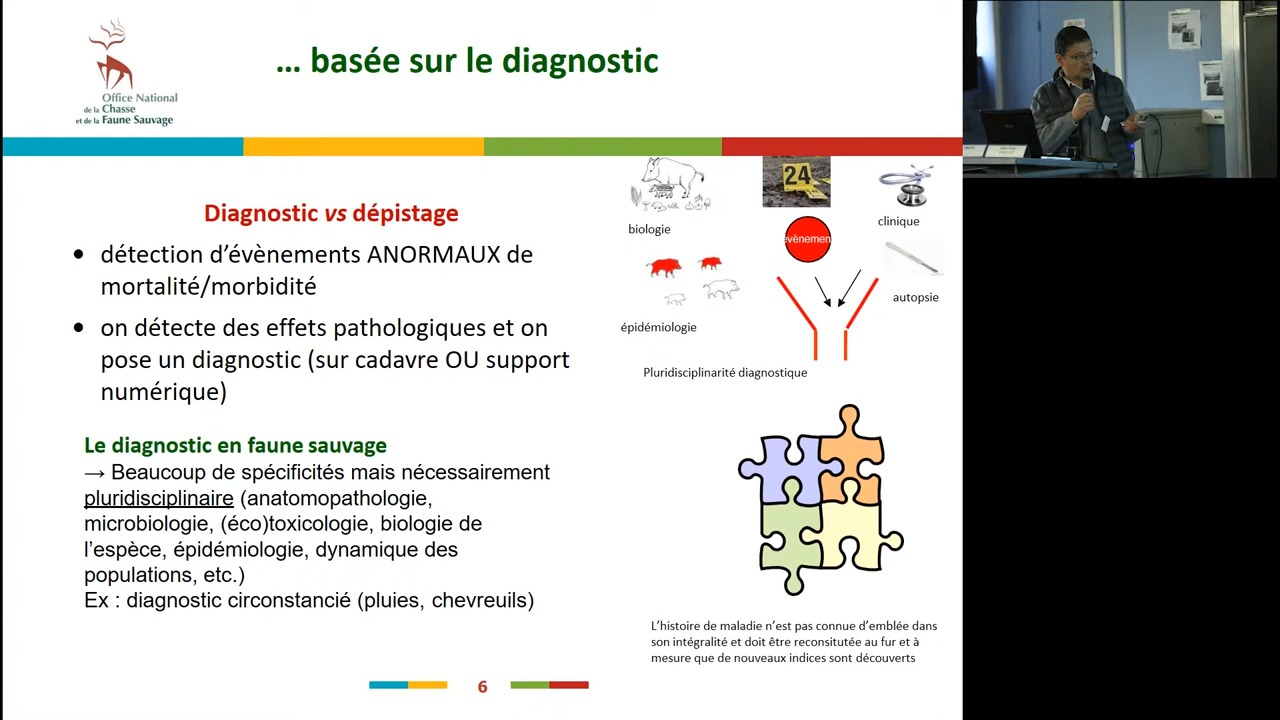 ... basée sur le diagnostic
Office National
de la Chasse
et de la Faune Sauvage
Diagnostic vs dépistage
• détection d'évènements ANORMAUX de
mortalité/morbidité
• on détecte des effets pathologiques et on
pose un diagnostic (sur cadavre OU support
numérique)
Le diagnostic en faune sauvage
→ Beaucoup de spécificités mais nécessairement
pluridisciplinaire (anatomopathologie,
microbiologie, (éco)toxicologie, biologie de
l'espèce, épidémiologie, dynamique des
populations, etc.)
Ex : diagnostic circonstancié (pluies, chevreuils)
24
biologie
clinique
évènement
autopsie
épidémiologie
Pluridisciplinarité diagnostique
L'histoire de maladie n'est pas connue d'emblée dans
son intégralité et doit être reconsitutée au fur et à
mesure que de nouveaux indices sont découverts
6